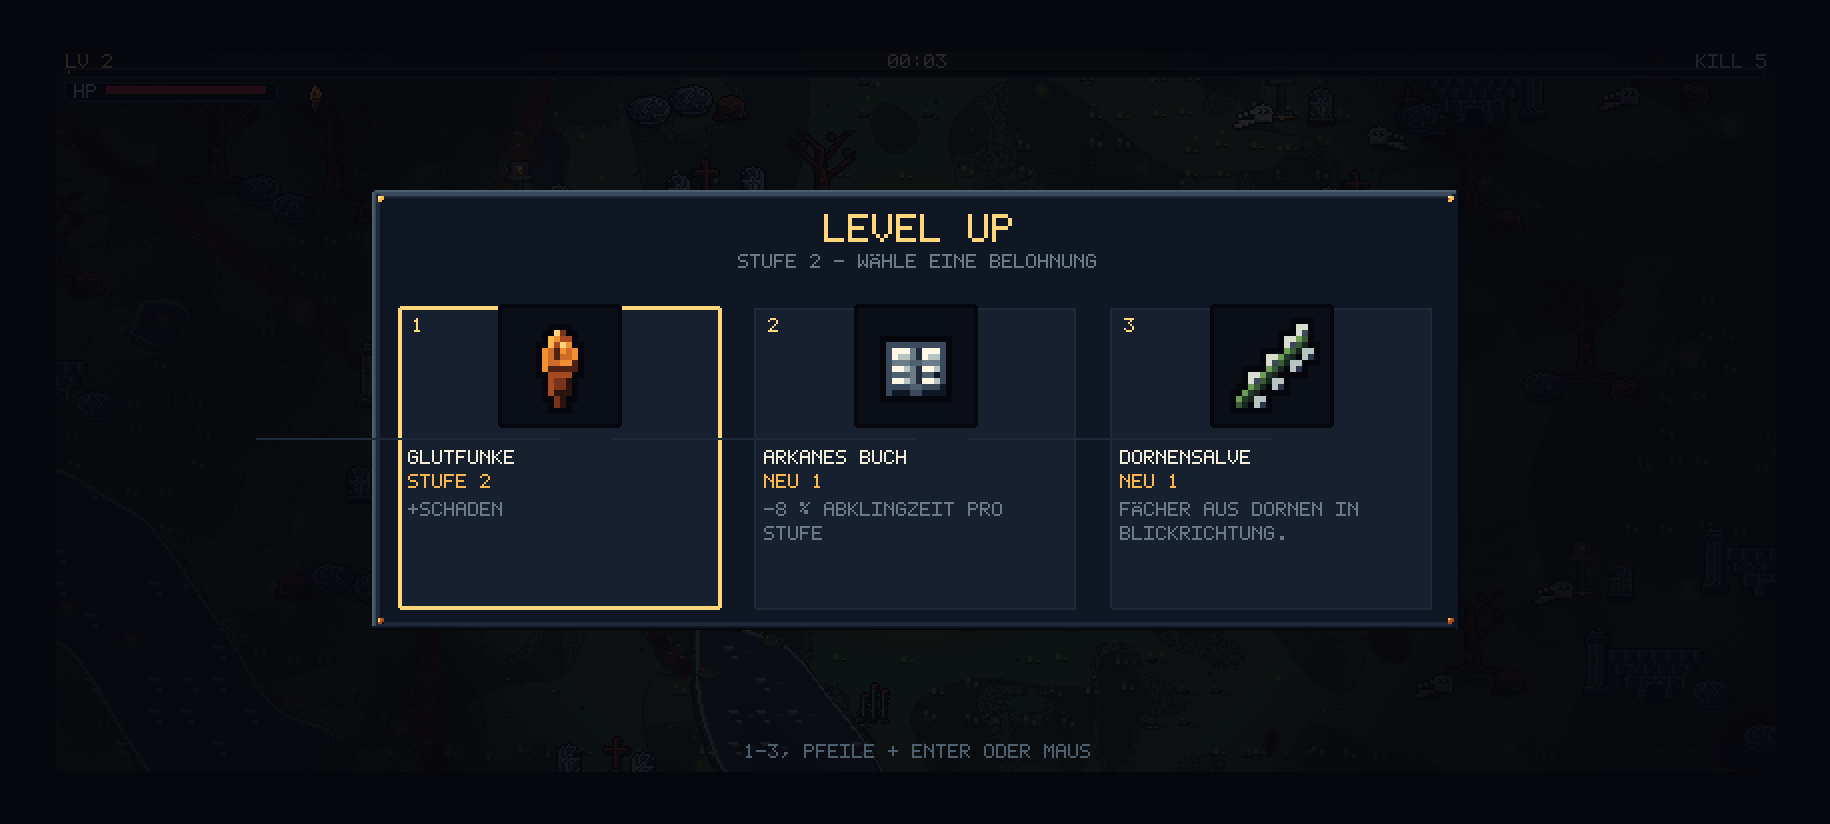 LV 2
00:03
KILL 5
HP
LEVEL UP
STUFE 2 - WÄHLE EINE BELOHNUNG
1
2
3
GLUTFUNKE
STUFE 2
+SCHADEN
ARKANES BUCH
NEU 1
-8 % ABKLINGZEIT PRO
STUFE
DORNENSALVE
NEU 1
FÄCHER AUS DORNEN IN
BLICKRICHTUNG.
1-3, PFEILE + ENTER ODER MAUS